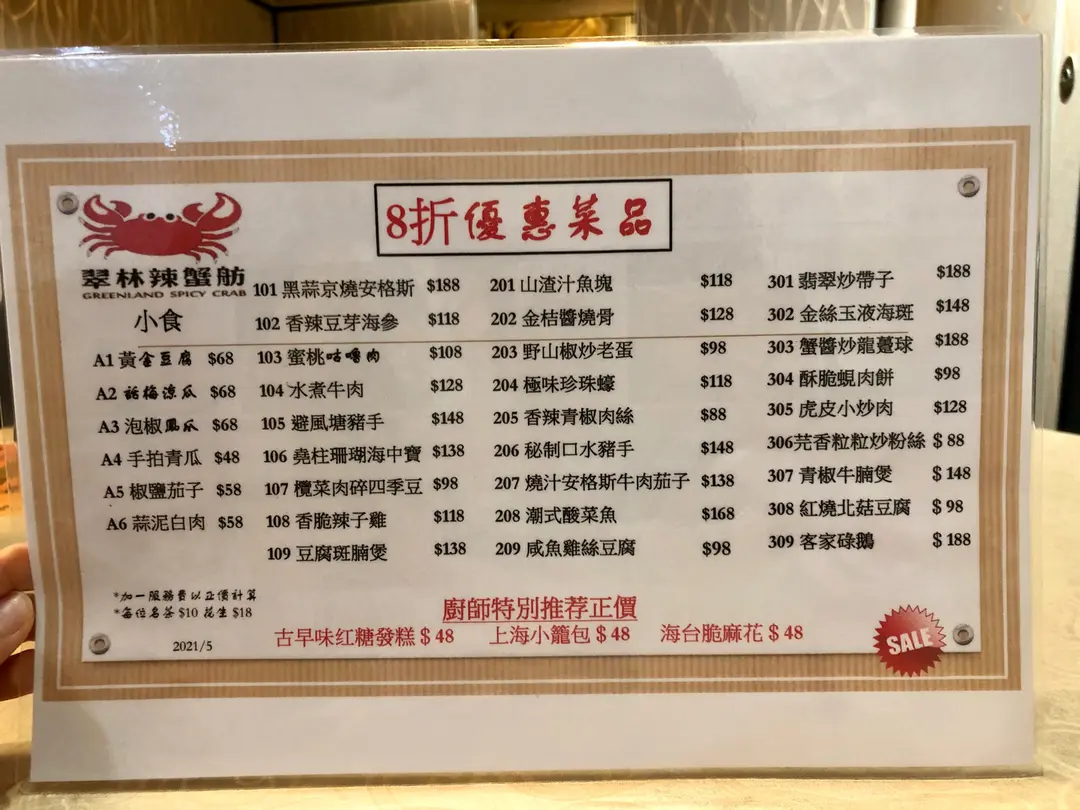 8折優惠菜品
翠林辣蟹舫
GREENLAND SPICY CRAB
小食
A1 黃金豆腐 $68
A2 話梅涼瓜 $68
A3 泡椒鳳爪 $68
A4 手拍青瓜 $48
A5 椒鹽茄子 $58
A6 蒜泥白肉 $58
101 黑蒜京燒安格斯 $188
102 香辣豆芽海參 $118
103 蜜桃咕嚕肉 $108
104 水煮牛肉 $128
105 避風塘豬手 $148
106 堯柱珊瑚海中寶 $138
107 欖菜肉碎四季豆 $98
108 香脆辣子雞 $118
109 豆腐斑腩煲 $138
201 山渣汁魚塊 $118
202 金桔醬燒骨 $128
203 野山椒炒老蛋 $98
204 極味珍珠蠔 $118
205 香辣青椒肉絲 $88
206 秘制口水豬手 $148
207 燒汁安格斯牛肉茄子 $138
208 潮式酸菜魚 $168
209 咸魚雞絲豆腐 $98
301 翡翠炒帶子 $188
302 金絲玉液海斑 $148
303 蟹醬炒龍躉球 $188
304 酥脆蜆肉餅 $98
305 虎皮小炒肉 $128
306芫香粒粒炒粉絲 $ 88
307 青椒牛腩煲 $ 148
308 紅燒北菇豆腐 $ 98
309 客家碌鵝 $ 188
*加一服務費以正價計算
*每位名茶 $10 花生 $18
2021/5
廚師特別推荐正價
古早味红糖發糕 $ 48 上海小籠包 $ 48 海台脆麻花 $ 48
SALE